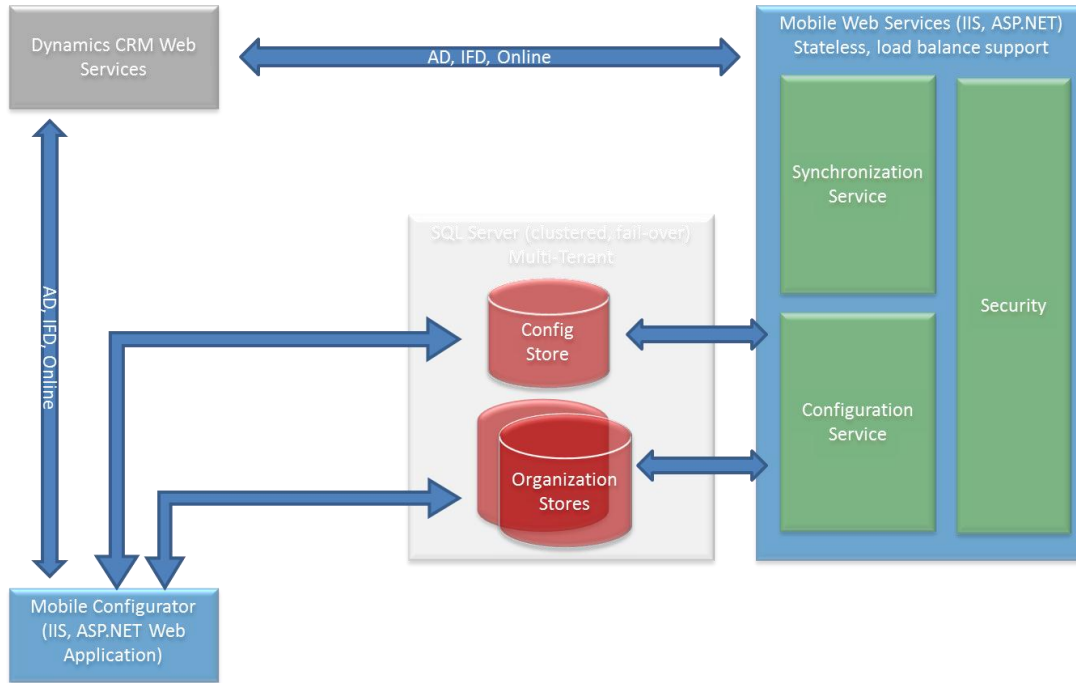 Dynamics CRM Web
Services
AD, IFD, Online
Mobile Web Services (IIS, ASP.NET)
Stateless, load balance support
Synchronization
Service
Security
Configuration
Service
SQL Server (clustered, fail-over)
Multi-Tenant
Config
Store
Organization
Stores
AD, IFD, Online
Mobile Configurator
(IIS, ASP.NET Web
Application)